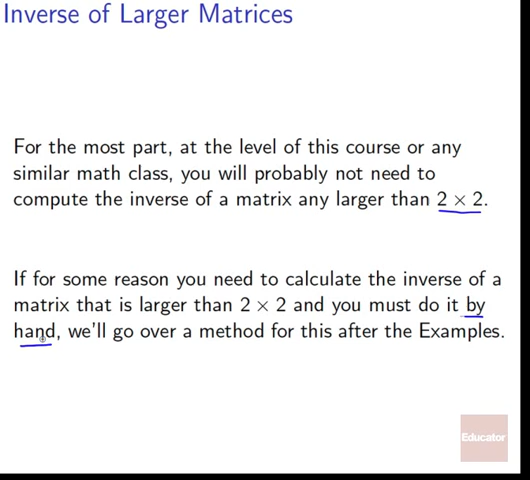 Inverse of Larger Matrices
For the most part, at the level of this course or any
similar math class, you will probably not need to
compute the inverse of a matrix any larger than 2 × 2.
If for some reason you need to calculate the inverse of a
matrix that is larger than 2 × 2 and you must do it by
hand, we'll go over a method for this after the Examples.
Educator